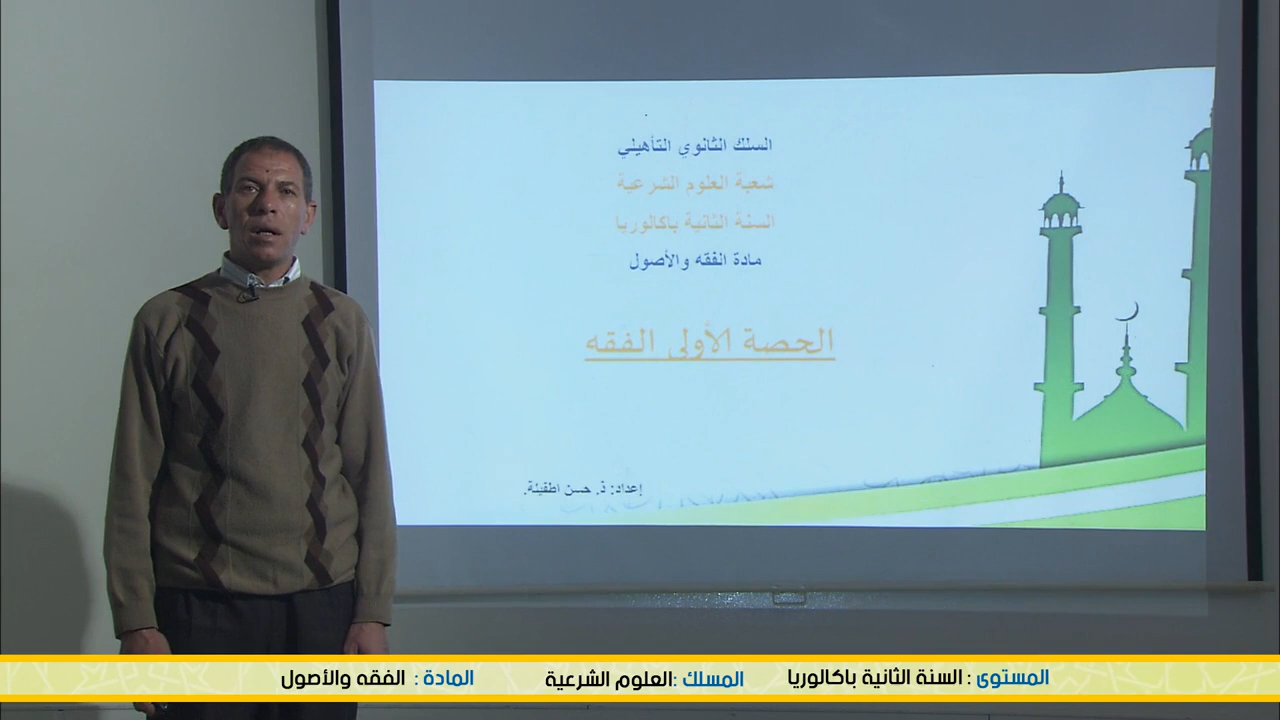 السلك الثانوي التأهيلي
شعبة العلوم الشرعية
السنة الثانية باكالوريا
مادة الفقه والأصول
الحصة الأولى الفقه
إعداد: ذ. حسن اطفيئة.
المستوى : السنة الثانية باكالوريا المسلك :العلوم الشرعية المادة : الفقه والأصول